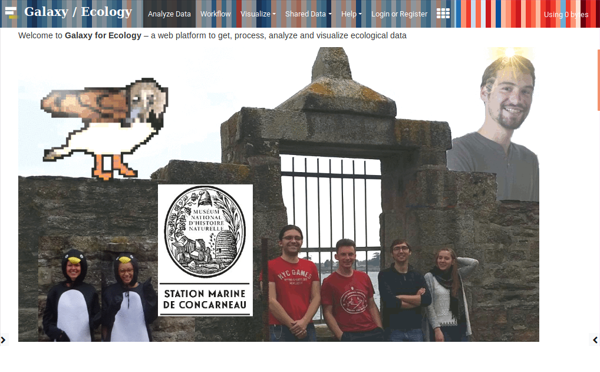 Galaxy / Ecology
Analyze Data Workflow Visualize Shared Data Help Login or Register Using 0 bytes
Welcome to Galaxy for Ecology – a web platform to get, process, analyze and visualize ecological data
MUSEUM
NATIONAL
D'HISTOIRE
NATURELLE
STATION MARINE
DE CONCARNEAU
NYC GAMES